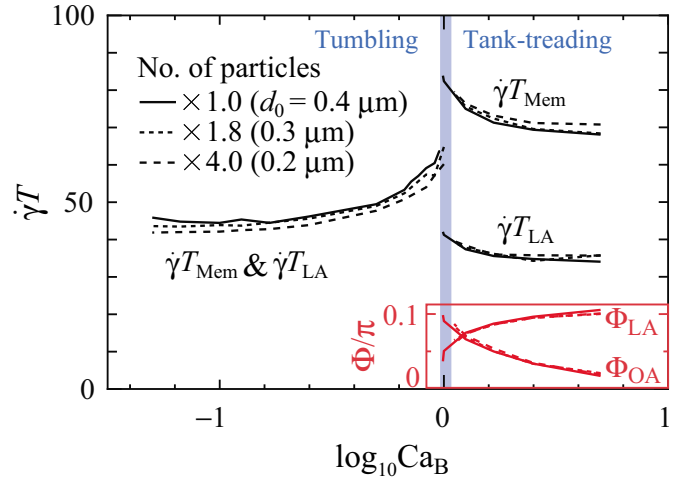 100
50
0
γ̇T
Tumbling
Tank-treading
No. of particles
× 1.0 (d₀ = 0.4 μm)
× 1.8 (0.3 μm)
× 4.0 (0.2 μm)
γ̇T_Mem
γ̇T_LA
γ̇T_Mem & γ̇T_LA
0.1
0
Φ/π
Φ_LA
Φ_OA
−1
0
1
log₁₀Ca_B